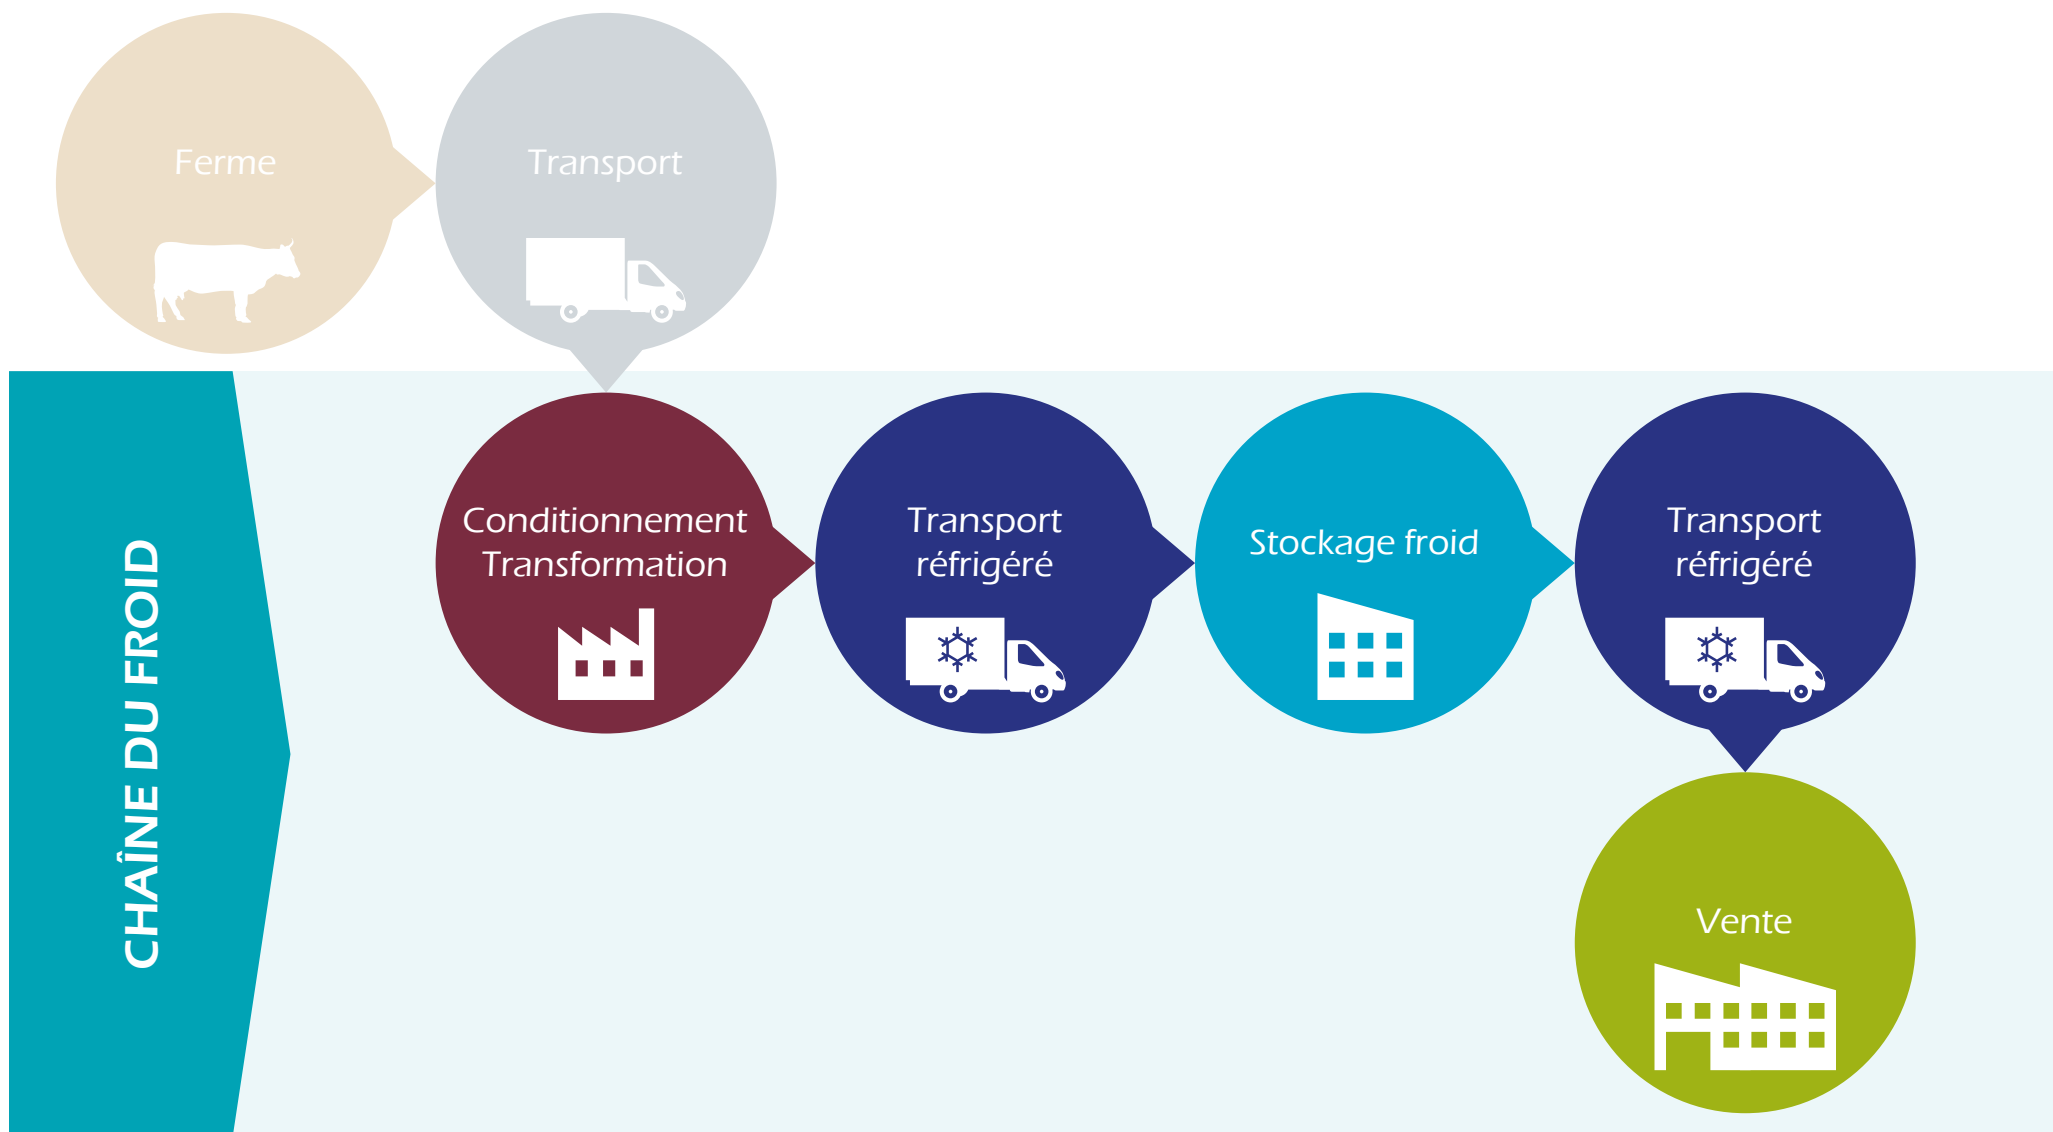 Ferme
Transport
CHAÎNE DU FROID
Conditionnement
Transformation
Transport
réfrigéré
Stockage froid
Transport
réfrigéré
Vente